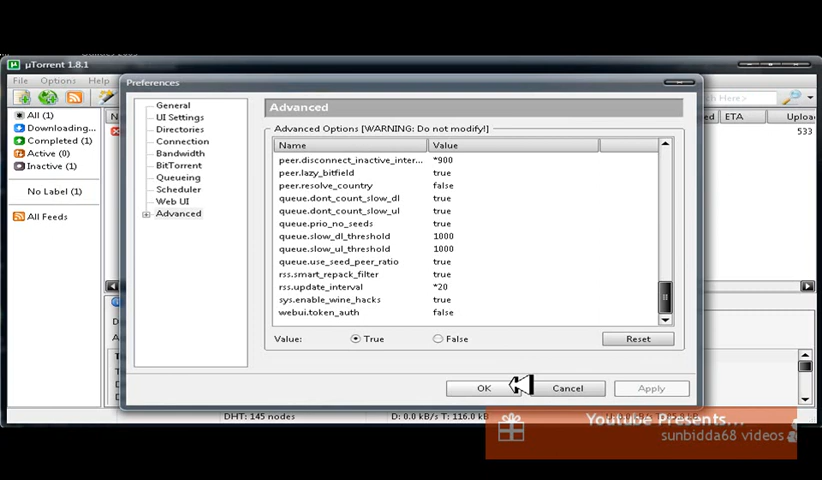 µTorrent 1.8.1
File Options Help
Preferences
General
UI Settings
Directories
Connection
Bandwidth
BitTorrent
Queueing
Scheduler
Web UI
Advanced
Advanced
Advanced Options [WARNING: Do not modify!]
Name Value
peer.disconnect_inactive_inter... *900
peer.lazy_bitfield true
peer.resolve_country false
queue.dont_count_slow_dl true
queue.dont_count_slow_ul true
queue.prio_no_seeds true
queue.slow_dl_threshold 1000
queue.slow_ul_threshold 1000
queue.use_seed_peer_ratio true
rss.smart_repack_filter true
rss.update_interval *20
sys.enable_wine_hacks true
webui.token_auth false
Value: True False Reset
OK Cancel Apply
All (1)
Downloading...
Completed (1)
Active (0)
Inactive (1)
No Label (1)
All Feeds
Here>
ETA Uploa
533
DHT: 145 nodes D: 0.0 kB/s T: 116.0 kB
Youtube Presents...
sunbidda68 videos